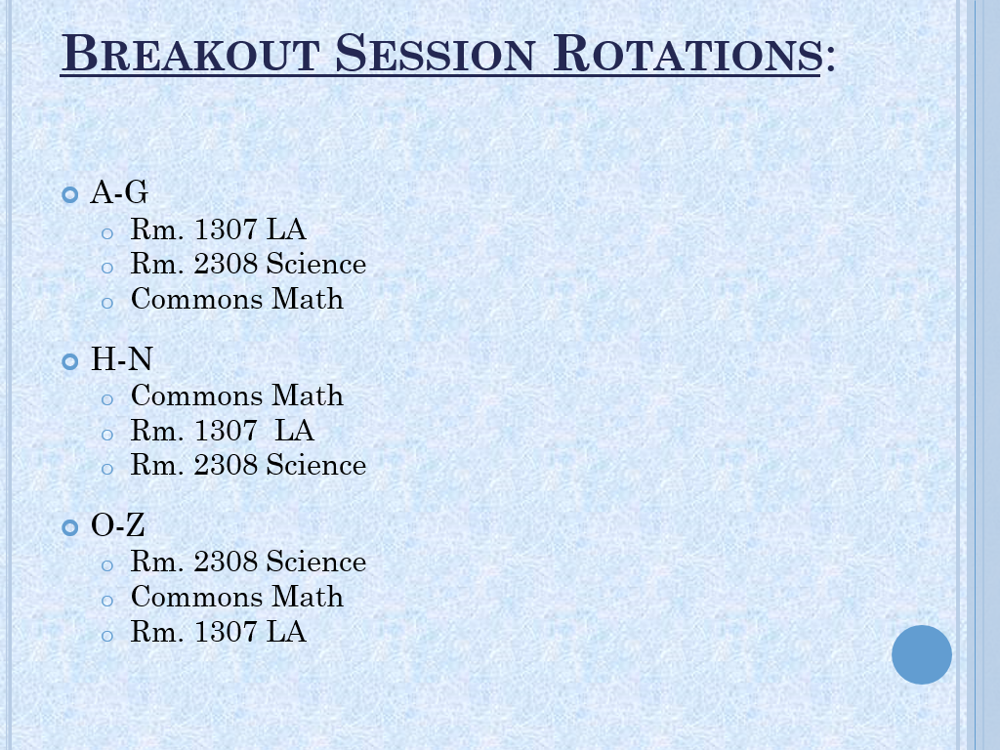 Breakout Session Rotations:
A-G
Rm. 1307 LA
Rm. 2308 Science
Commons Math
H-N
Commons Math
Rm. 1307  LA
Rm. 2308 Science
O-Z
Rm. 2308 Science
Commons Math
Rm. 1307 LA